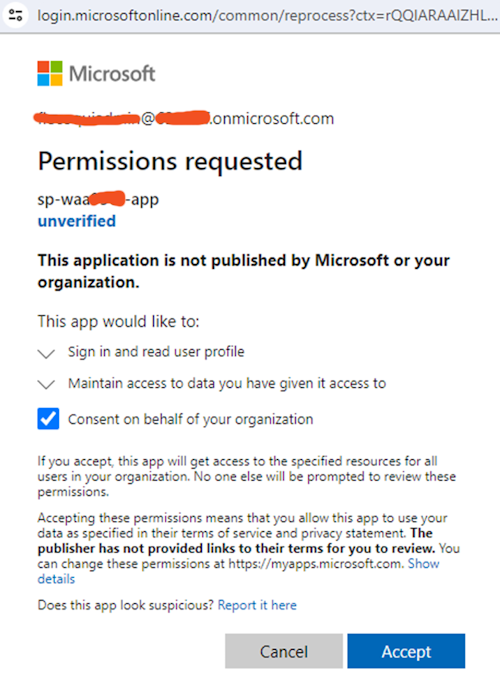 login.microsoftonline.com/common/reprocess?ctx=rQQIARAAIZHL...
Microsoft
@ .onmicrosoft.com
Permissions requested
sp-waa -app
unverified
This application is not published by Microsoft or your
organization.
This app would like to:
Sign in and read user profile
Maintain access to data you have given it access to
Consent on behalf of your organization
If you accept, this app will get access to the specified resources for all
users in your organization. No one else will be prompted to review these
permissions.
Accepting these permissions means that you allow this app to use your
data as specified in their terms of service and privacy statement. The
publisher has not provided links to their terms for you to review. You
can change these permissions at https://myapps.microsoft.com. Show
details
Does this app look suspicious? Report it here
Cancel Accept